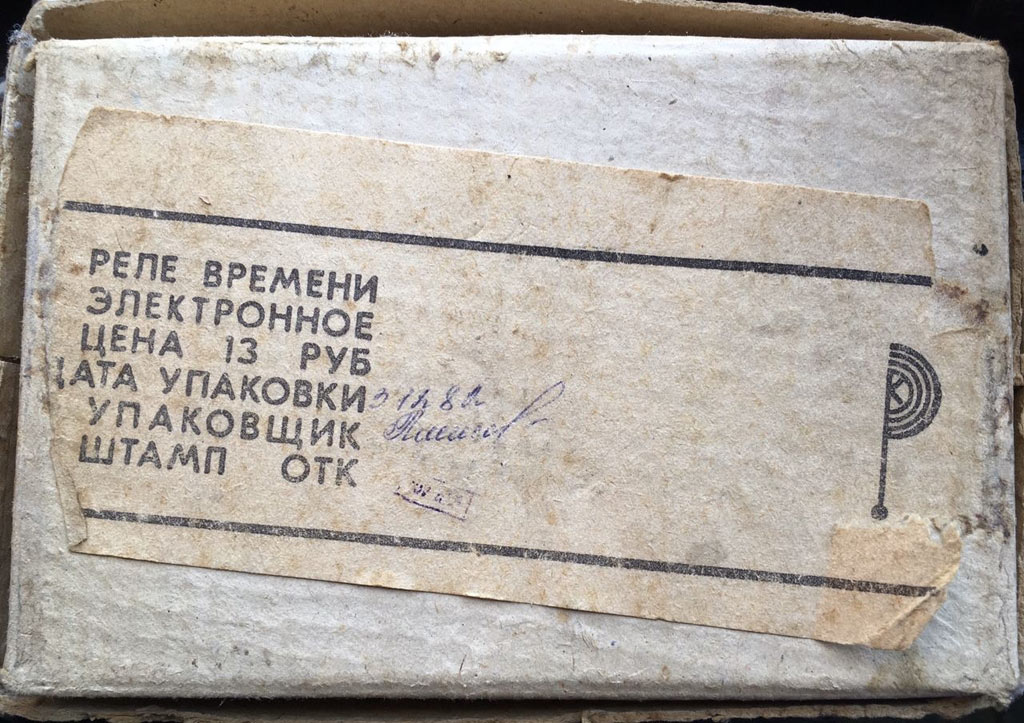 РЕЛЕ ВРЕМЕНИ
ЭЛЕКТРОННОЕ
ЦЕНА 13 РУБ
ДАТА УПАКОВКИ
УПАКОВЩИК
ШТАМП ОТК